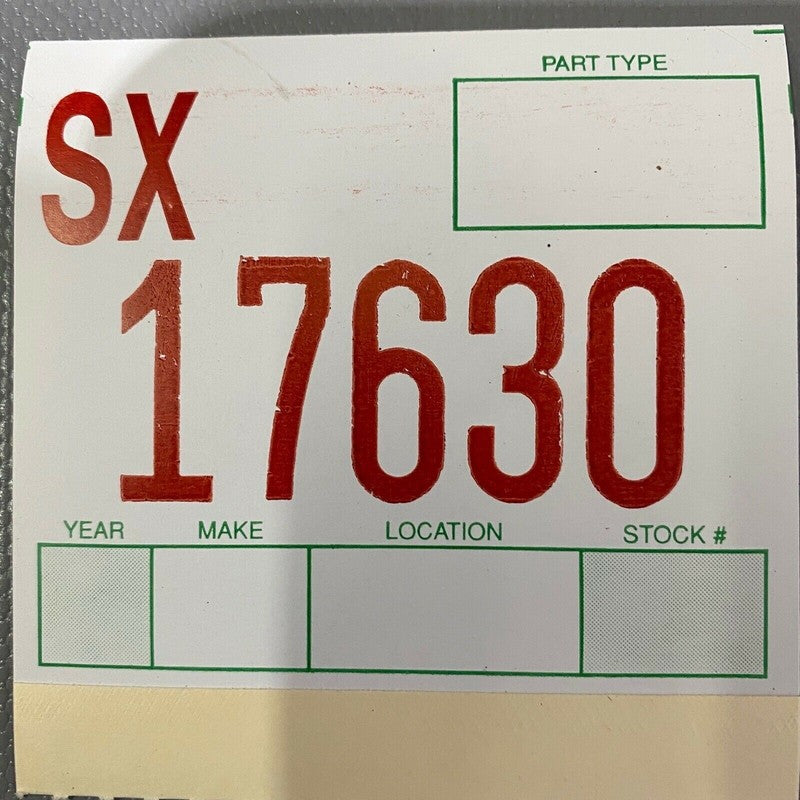 PART TYPE
SX
17630
YEAR MAKE LOCATION STOCK #